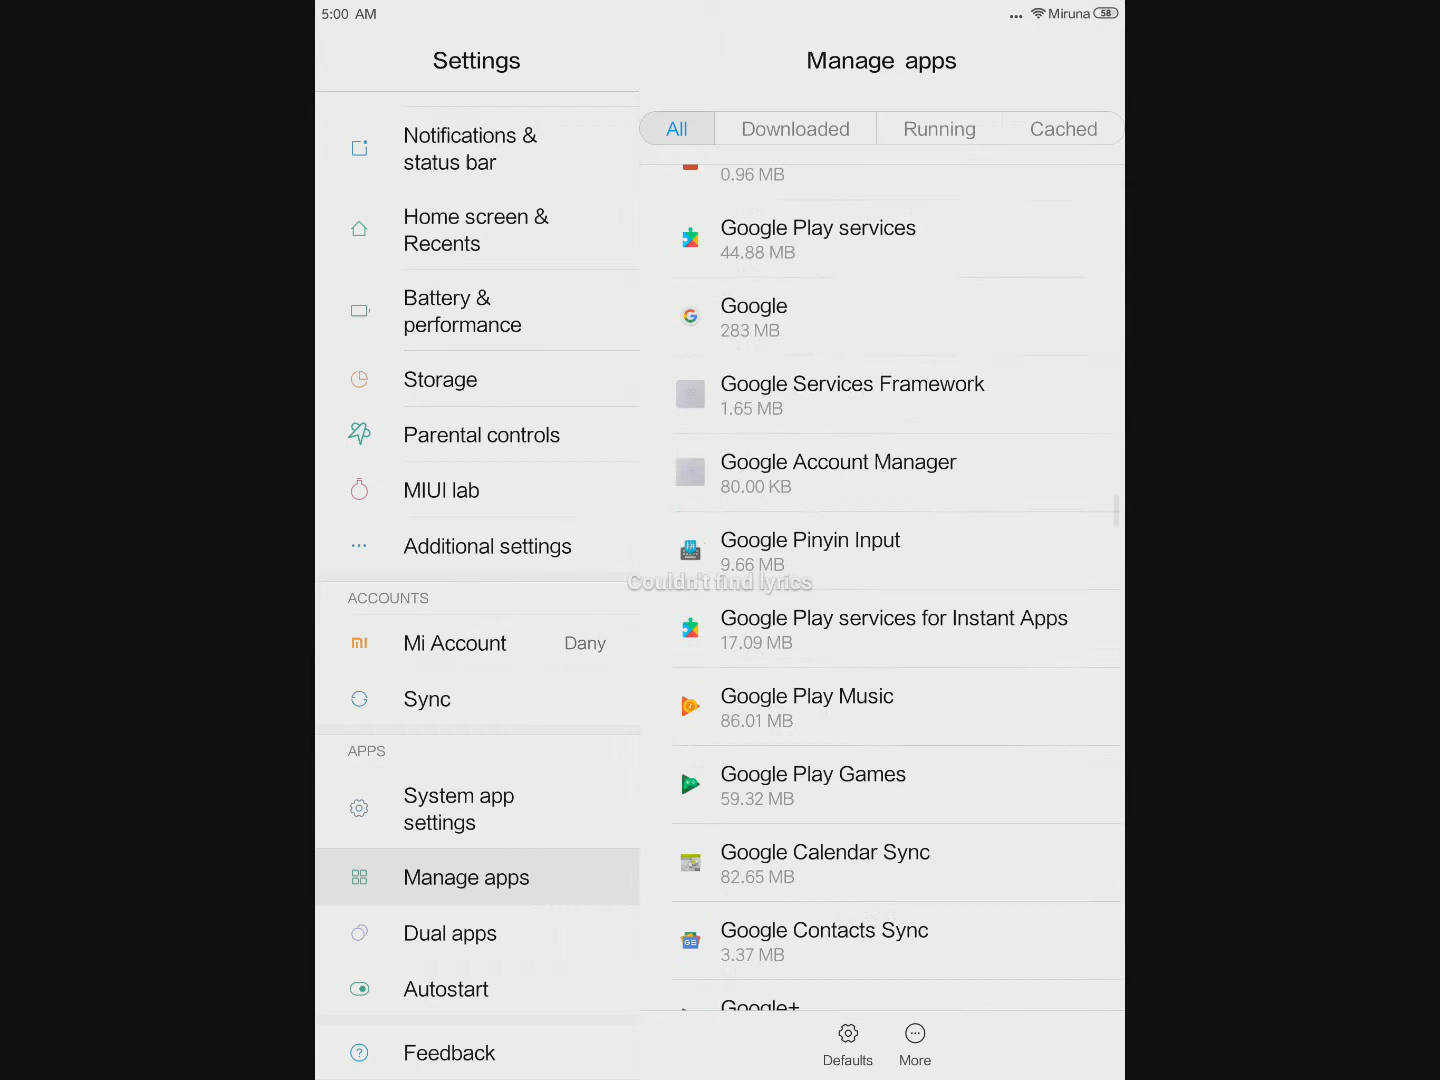 5:00 AM
Miruna 58
Settings
Manage apps
Notifications &
status bar
Home screen &
Recents
Battery &
performance
Storage
Parental controls
MIUI lab
Additional settings
ACCOUNTS
Mi Account Dany
Sync
APPS
System app
settings
Manage apps
Dual apps
Autostart
Feedback
All Downloaded Running Cached
0.96 MB
Google Play services
44.88 MB
Google
283 MB
Google Services Framework
1.65 MB
Google Account Manager
80.00 KB
Google Pinyin Input
9.66 MB
Couldn't find lyrics
Google Play services for Instant Apps
17.09 MB
Google Play Music
86.01 MB
Google Play Games
59.32 MB
Google Calendar Sync
82.65 MB
Google Contacts Sync
3.37 MB
Google+
Defaults More